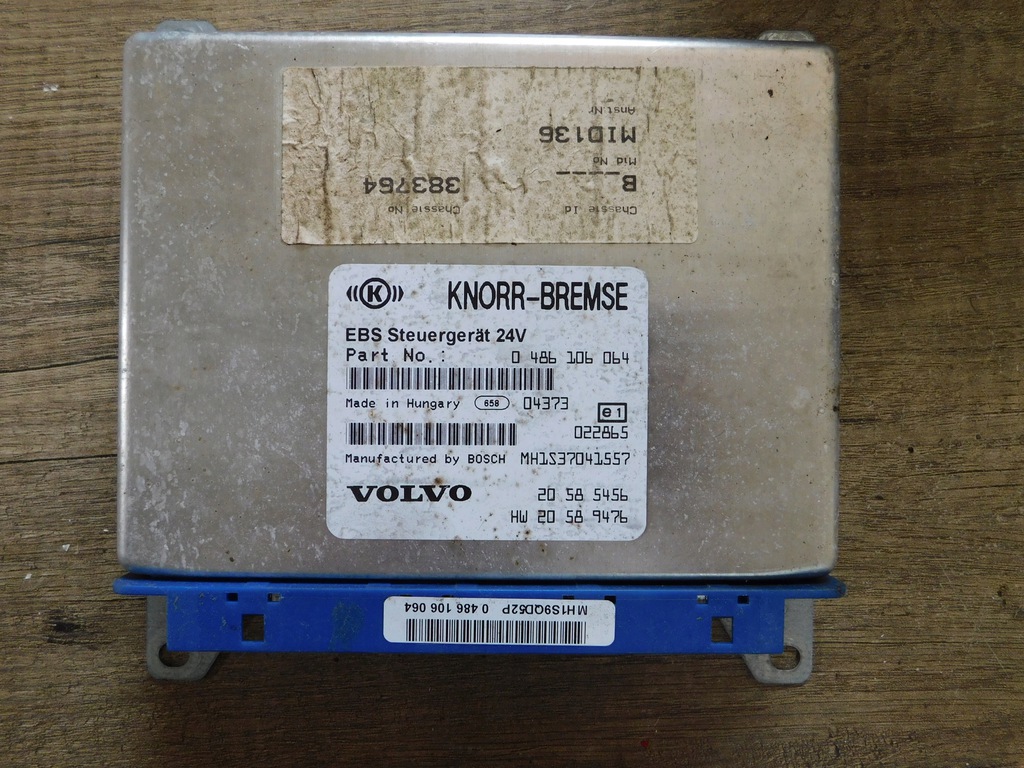 Chassie Id
Chassie No
B_ _ _ _
383764
Mid No
MID136
Anst Nr
((K)) KNORR-BREMSE
EBS Steuergerät 24V
Part No.: 0 486 106 064
Made in Hungary 658 04373
e1
022865
Manufactured by BOSCH MH1S37041557
VOLVO 20 58 5456
HW 20 58 9476
MH1S9QD52P 0 486 106 064